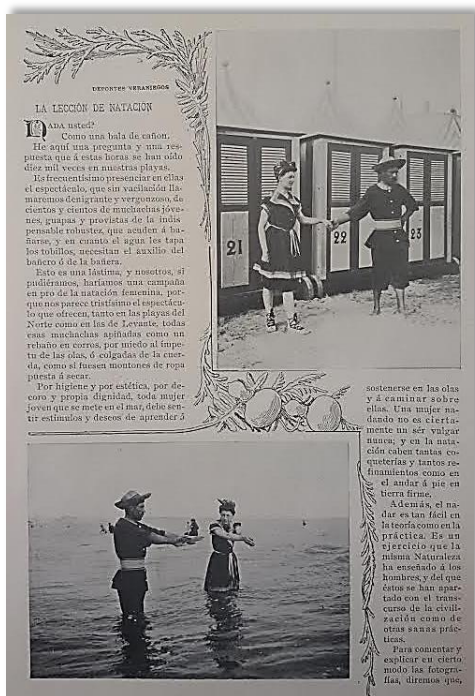 DEPORTES VERANIEGOS
LA LECCIÓN DE NATACIÓN
NADA usted?
Como una bala de cañon.
He aquí una pregunta y una res-
puesta que á estas horas se han oído
diez mil veces en nuestras playas.
Es frecuentísimo presenciar en ellas
el espectáculo, que sin vacilación lla-
maremos denigrante y vergonzoso, de
cientos y cientos de muchachas jóve-
nes, guapas y provistas de la indis
pensable robustez, que acuden á ba-
ñarse, y en cuanto el agua les tapa
los tobillos, necesitan el auxilio del
bañero ó de la bañera.
Esto es una lástima, y nosotros, si
pudiéramos, haríamos una campaña
en pro de la natación femenina, por-
que nos parece tristísimo el espectácu-
lo que ofrecen, tanto en las playas del
Norte como en las de Levante, todas
esas muchachas apiñadas como un
rebaño en corros, por miedo al impe-
tu de las olas, ó colgadas de la cuer-
da, como si fuesen montones de ropa
puesta á secar.
Por higiene y por estética, por de-
coro y propia dignidad, toda mujer
joven que se mete en el mar, debe sen-
tir estímulos y deseos de aprender á
21
22
23
sostenerse en las olas
y á caminar sobre
ellas. Una mujer na-
dando no es cierta-
mente un sér vulgar
nunca; y en la nata-
ción caben tantas co-
queterías y tantos re-
finamientos como en
el andar á pie en
tierra firme.
Además, el na-
dar es tan fácil en
la teoría como en la
práctica. Es un
ejercicio que la
misma Naturaleza
ha enseñado á los
hombres, y del que
éstos se han apar-
tado con el trans-
curso de la civili-
zación como de
otras sanas prác-
ticas.
Para comentar y
explicar en cierto
modo las fotogra-
fías, diremos que,